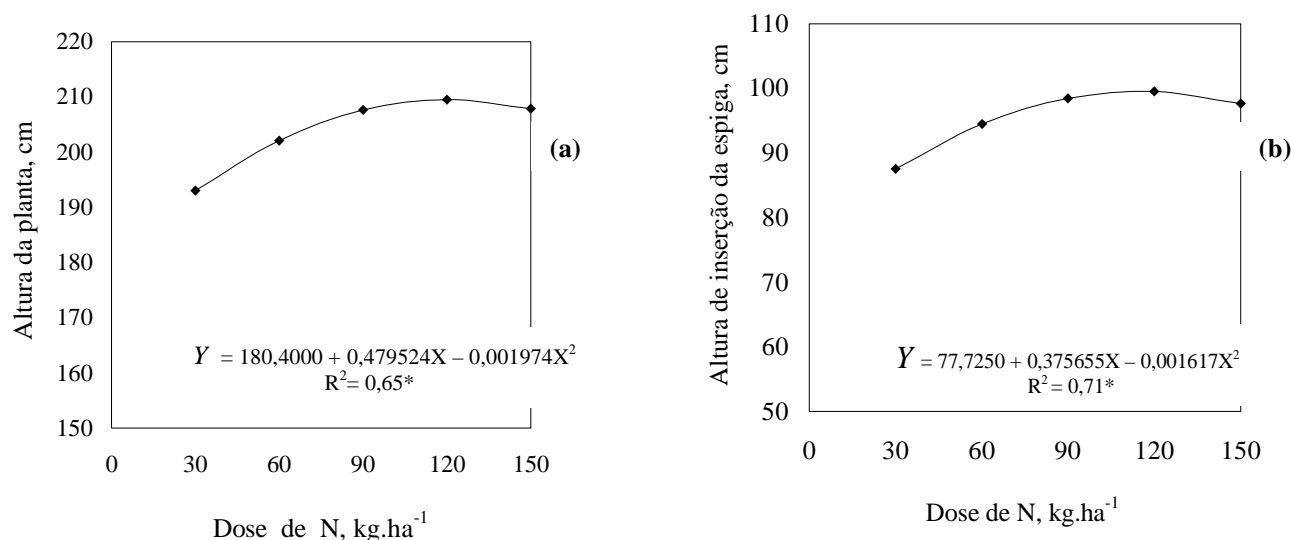 Altura da planta, cm
220
210
200
190
180
170
160
150
0 30 60 90 120 150
Dose de N, kg.ha⁻¹
Y = 180,4000 + 0,479524X – 0,001974X²
R²= 0,65*
(a)
Altura de inserção da espiga, cm
110
100
90
80
70
60
50
0 30 60 90 120 150
Dose de N, kg.ha⁻¹
Y = 77,7250 + 0,375655X – 0,001617X²
R² = 0,71*
(b)